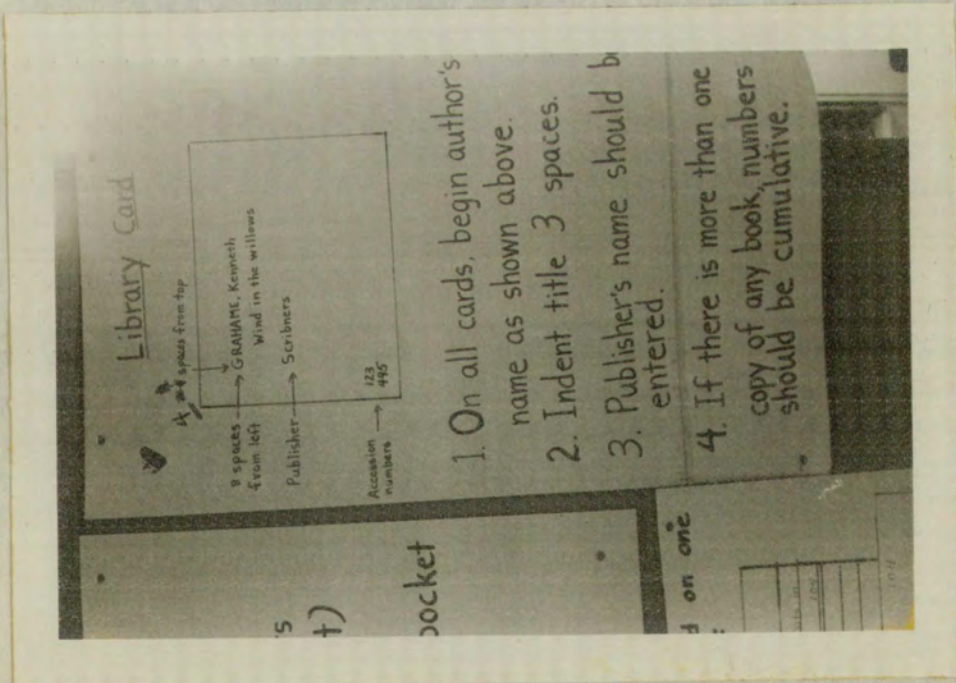 Library Card
4 spaces from top
8 spaces
from left
GRAHAME, Kenneth
Wind in the willows
Publisher
Scribners
Accession
numbers
123
445
1. On all cards, begin author's
name as shown above.
2. Indent title 3 spaces.
3. Publisher's name should
entered.
4. If there is more than one
copy of any book, numbers
should be cumulative.
pocket
on one